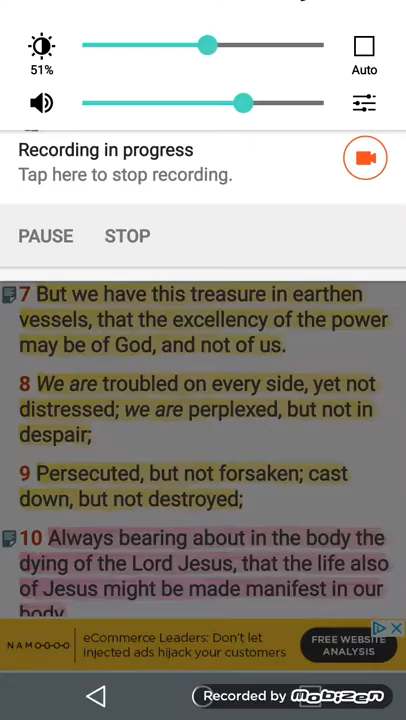 51%
Auto
Recording in progress
Tap here to stop recording.
PAUSE STOP
7 But we have this treasure in earthen
vessels, that the excellency of the power
may be of God, and not of us.
8 We are troubled on every side, yet not
distressed; we are perplexed, but not in
despair;
9 Persecuted, but not forsaken; cast
down, but not destroyed;
10 Always bearing about in the body the
dying of the Lord Jesus, that the life also
of Jesus might be made manifest in our
body.
NAMOGOO
eCommerce Leaders: Don't let
injected ads hijack your customers
FREE WEBSITE
ANALYSIS
Recorded by mobizen